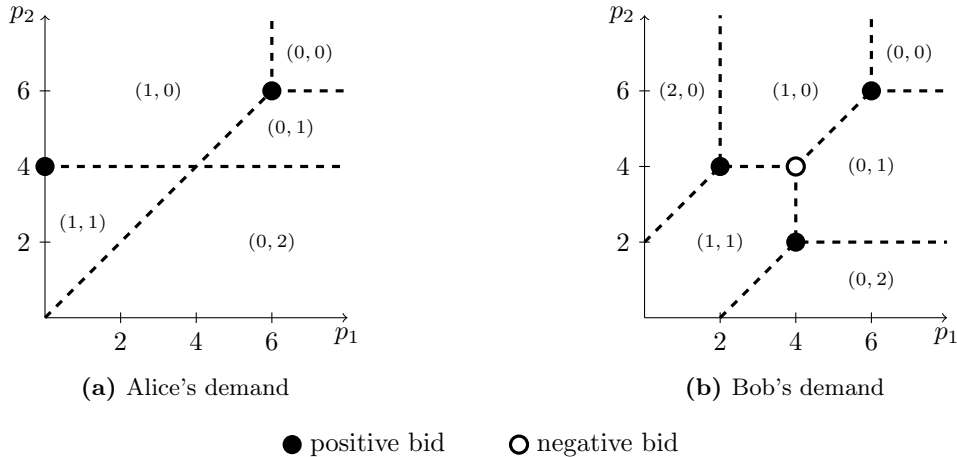 p₂ p₂
(0, 0) (2, 0) (1, 0) (0, 0)
6 (1, 0) 6
(0, 1)
4 4 (0, 1)
(1, 1)
2 (0, 2) 2 (1, 1)
(0, 2)
2 4 6 p₁ 2 4 6 p₁
(a) Alice's demand (b) Bob's demand
positive bid negative bid